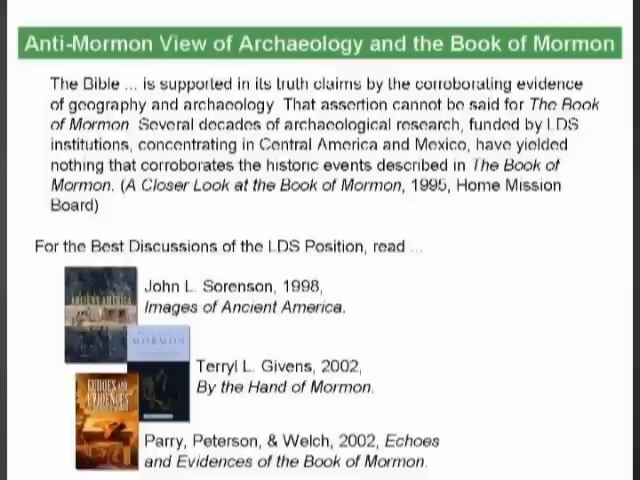 Anti-Mormon View of Archaeology and the Book of Mormon
The Bible ... is supported in its truth claims by the corroborating evidence
of geography and archaeology That assertion cannot be said for The Book
of Mormon Several decades of archaeological research, funded by LDS
institutions, concentrating in Central America and Mexico, have yielded
nothing that corroborates the historic events described in The Book of
Mormon. (A Closer Look at the Book of Mormon, 1995, Home Mission
Board)
For the Best Discussions of the LDS Position, read ...
John L. Sorenson, 1998,
Images of Ancient America.
MORMON
Terryl L. Givens, 2002,
By the Hand of Mormon.
ECHOES AND
EVIDENCES
Parry, Peterson, & Welch, 2002, Echoes
and Evidences of the Book of Mormon.